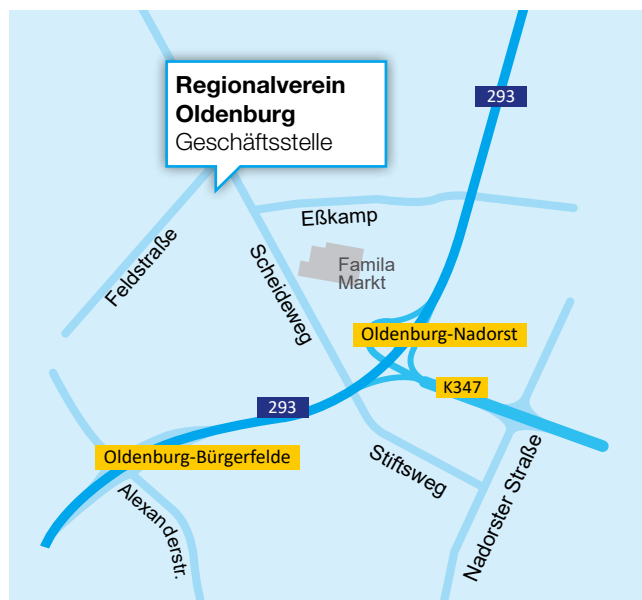 293
Regionalverein
Oldenburg
Geschäftsstelle
Eßkamp
Feldstraße
Scheideweg
Famila
Markt
Oldenburg-Nadorst
K347
293
Oldenburg-Bürgerfelde
Stiftsweg
Nadorster Straße
Alexanderstr.